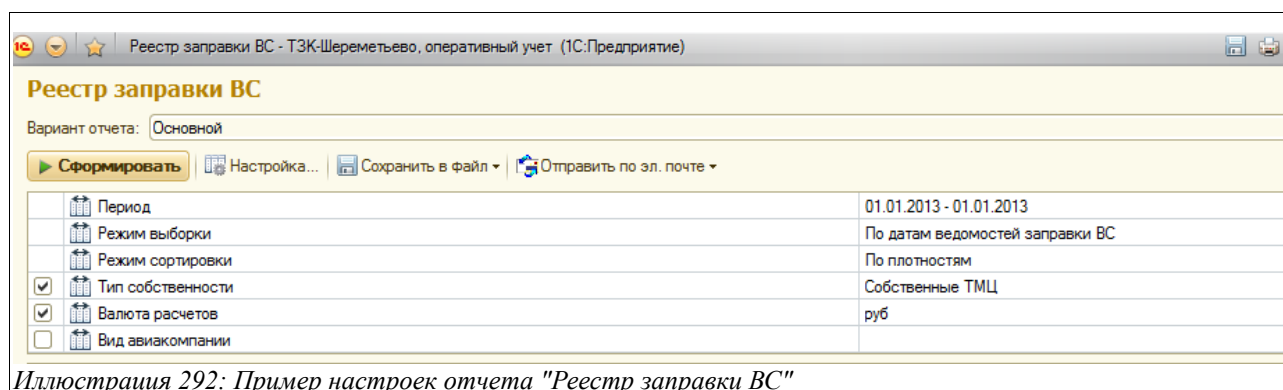 1С Реестр заправки ВС - ТЗК-Шереметьево, оперативный учет (1С:Предприятие)
Реестр заправки ВС
Вариант отчета: Основной
Сформировать Настройка... Сохранить в файл Отправить по эл. почте
Период 01.01.2013 - 01.01.2013
Режим выборки По датам ведомостей заправки ВС
Режим сортировки По плотностям
Тип собственности Собственные ТМЦ
Валюта расчетов руб
Вид авиакомпании
Иллюстрация 292: Пример настроек отчета "Реестр заправки ВС"